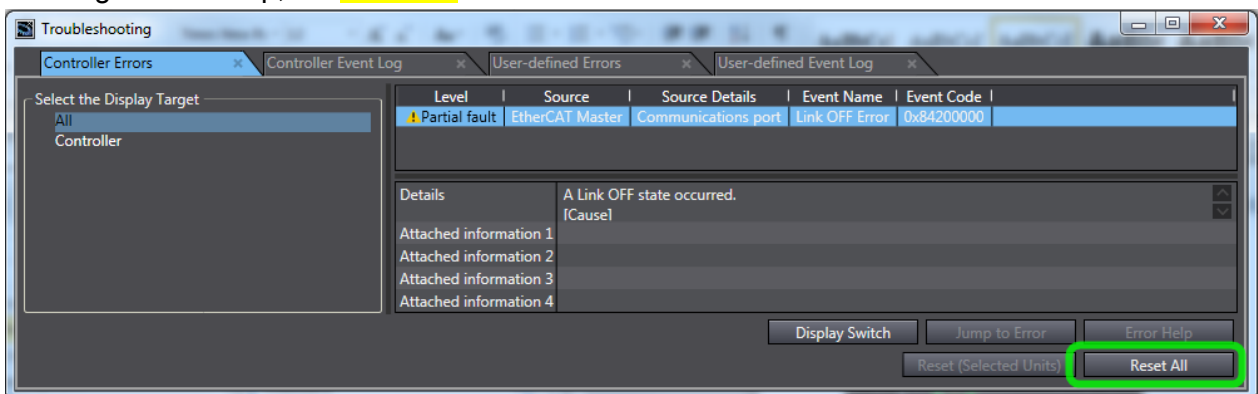 Troubleshooting
Controller Errors Controller Event Log User-defined Errors User-defined Event Log
Select the Display Target
All
Controller
Level Source Source Details Event Name Event Code
Partial fault EtherCAT Master Communications port Link OFF Error 0x84200000
Details A Link OFF state occurred.
[Cause]
Attached information 1
Attached information 2
Attached information 3
Attached information 4
Display Switch Jump to Error Error Help
Reset (Selected Units) Reset All